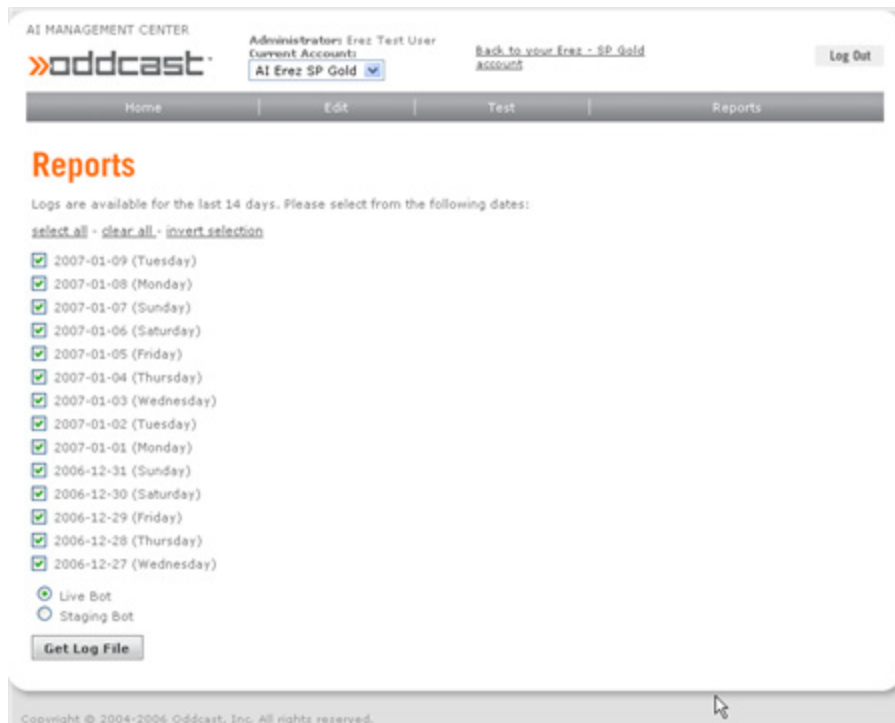 AI MANAGEMENT CENTER
»oddcast
Administrator: Erez Test User
Current Account:
AI Erez SP Gold
Back to your Erez - SP Gold
account
Log Out
Home
Edit
Test
Reports
Reports
Logs are available for the last 14 days. Please select from the following dates:
select all - clear all - invert selection
2007-01-09 (Tuesday)
2007-01-08 (Monday)
2007-01-07 (Sunday)
2007-01-06 (Saturday)
2007-01-05 (Friday)
2007-01-04 (Thursday)
2007-01-03 (Wednesday)
2007-01-02 (Tuesday)
2007-01-01 (Monday)
2006-12-31 (Sunday)
2006-12-30 (Saturday)
2006-12-29 (Friday)
2006-12-28 (Thursday)
2006-12-27 (Wednesday)
Live Bot
Staging Bot
Get Log File
Copyright © 2004-2006 Oddcast, Inc. All rights reserved.